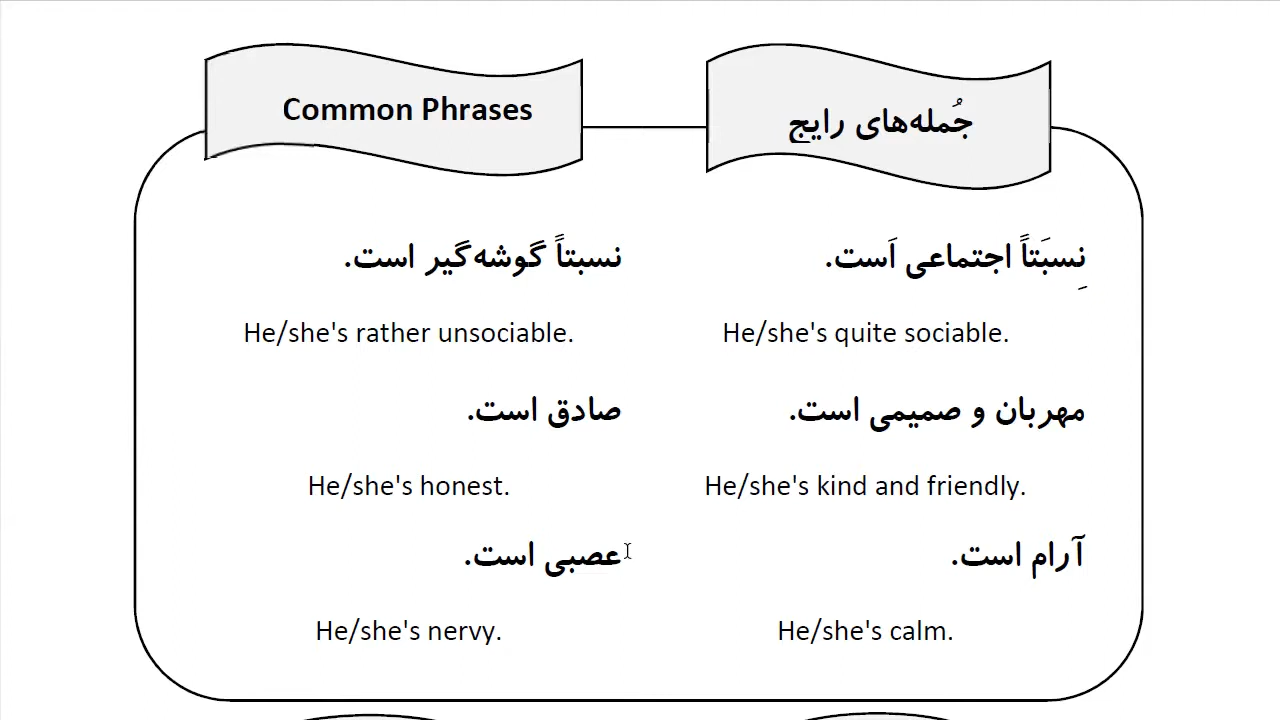 Common Phrases
جُمله‌های رایج
نِسبَتاً اجتماعی اَست.
نسبتاً گوشه‌گیر است.
He/she's quite sociable.
He/she's rather unsociable.
مهربان و صمیمی است.
صادق است.
He/she's kind and friendly.
He/she's honest.
آرام است.
عصبی است.
He/she's calm.
He/she's nervy.